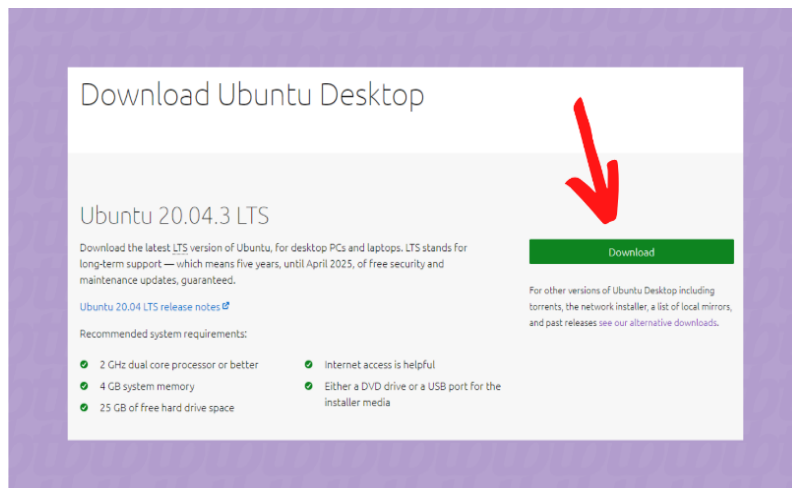 Download Ubuntu Desktop
Ubuntu 20.04.3 LTS
Download the latest LTS version of Ubuntu, for desktop PCs and laptops. LTS stands for
long-term support — which means five years, until April 2025, of free security and
maintenance updates, guaranteed.
Ubuntu 20.04 LTS release notes
Recommended system requirements:
2 GHz dual core processor or better
4 GB system memory
25 GB of free hard drive space
Internet access is helpful
Either a DVD drive or a USB port for the
installer media
Download
For other versions of Ubuntu Desktop including
torrents, the network installer, a list of local mirrors,
and past releases see our alternative downloads.